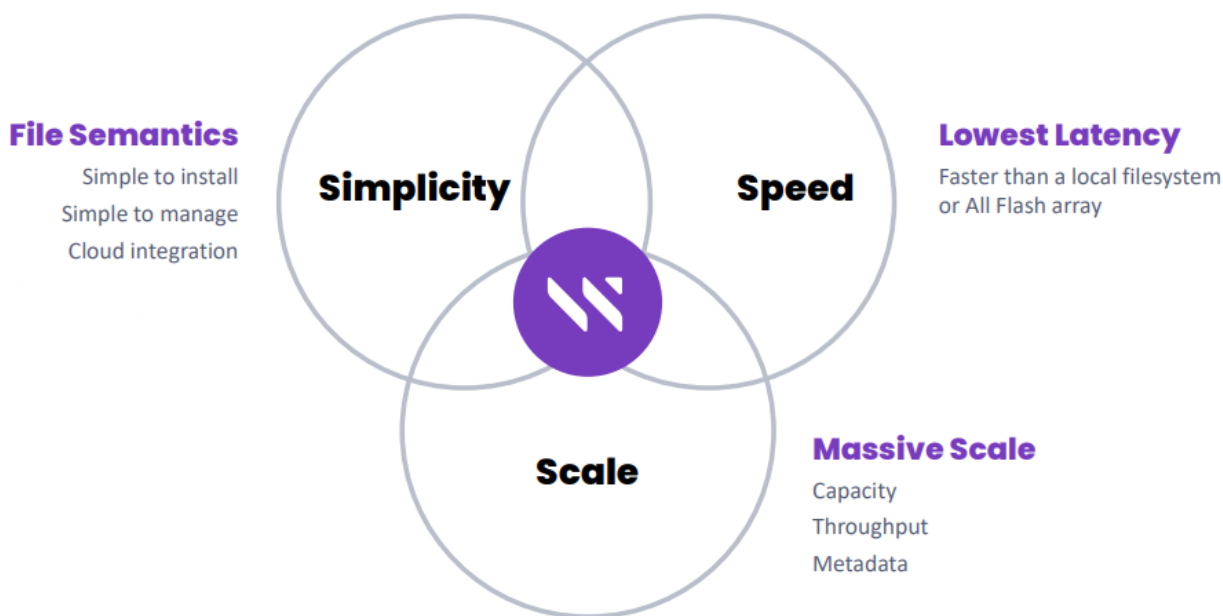 File Semantics
Simple to install
Simple to manage
Cloud integration
Simplicity
Speed
Lowest Latency
Faster than a local filesystem
or All Flash array
Scale
Massive Scale
Capacity
Throughput
Metadata